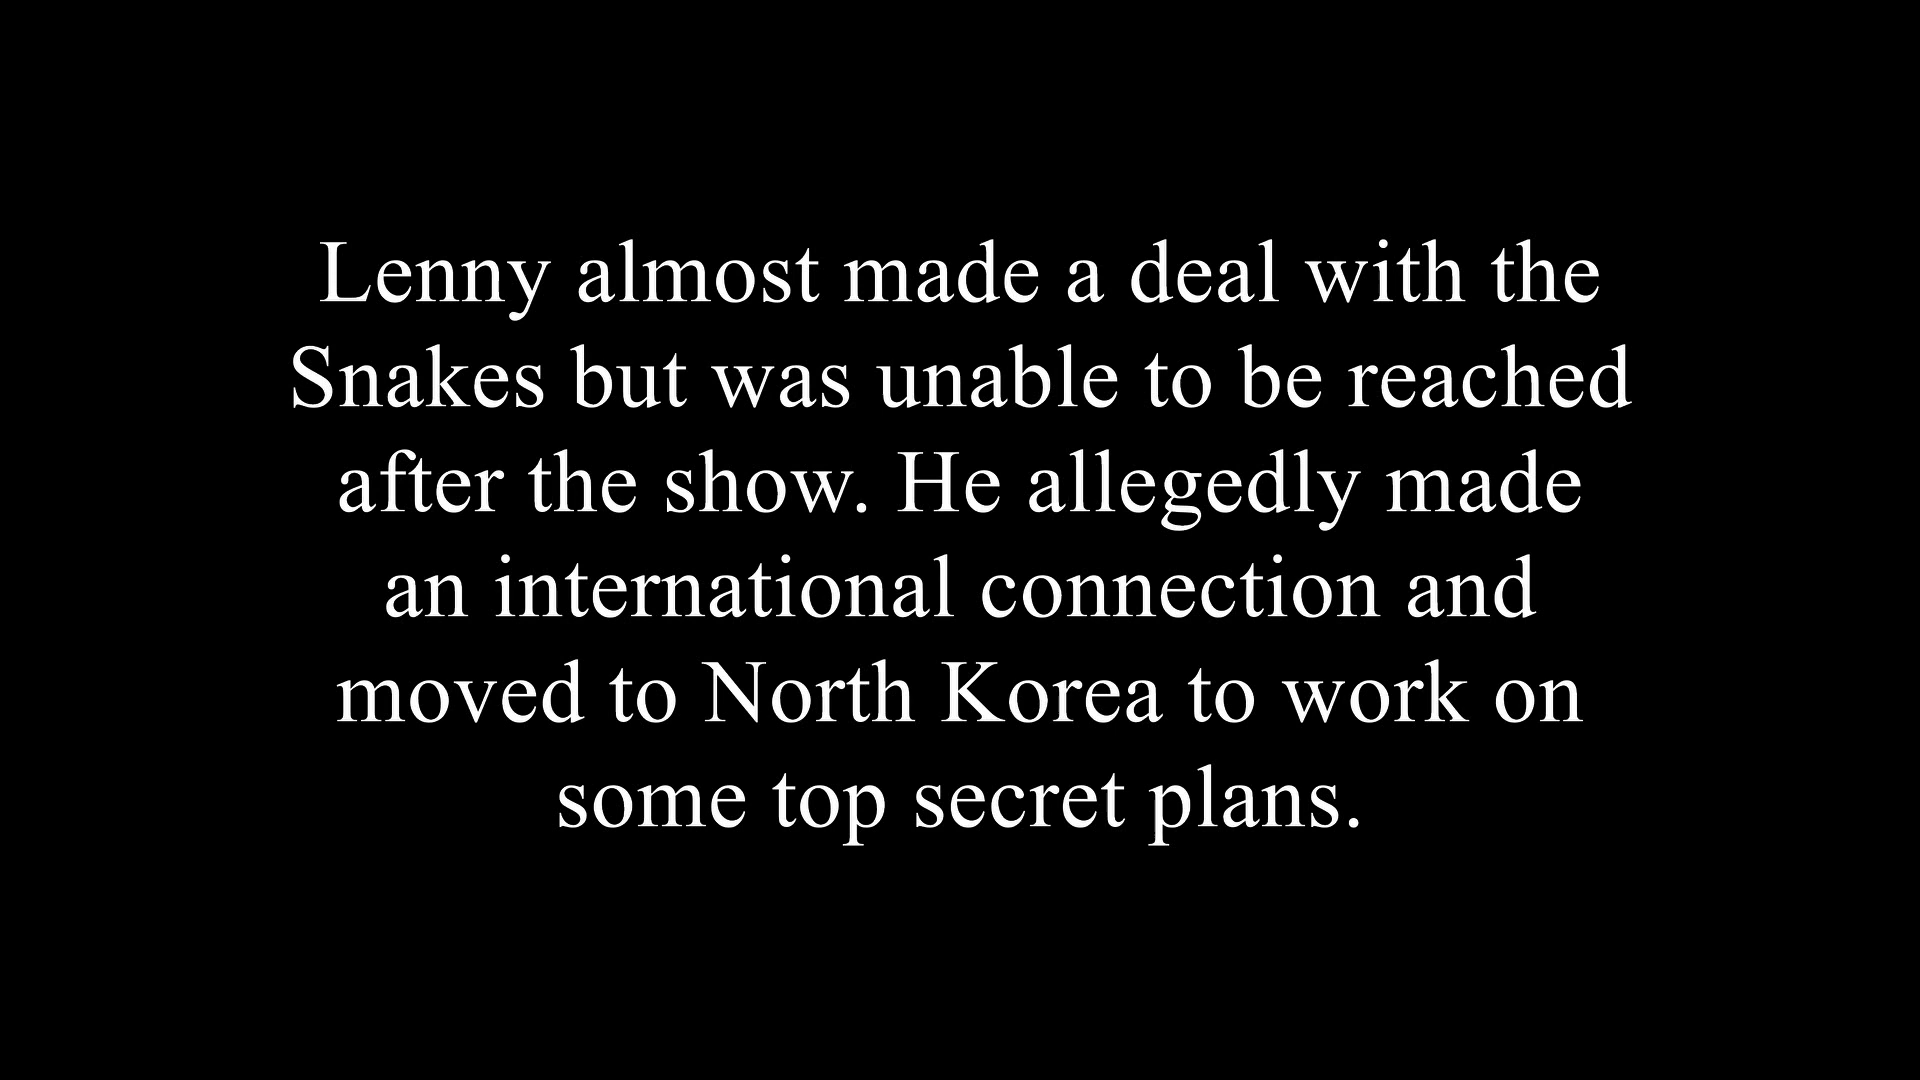 Lenny almost made a deal with the
Snakes but was unable to be reached
after the show. He allegedly made
an international connection and
moved to North Korea to work on
some top secret plans.